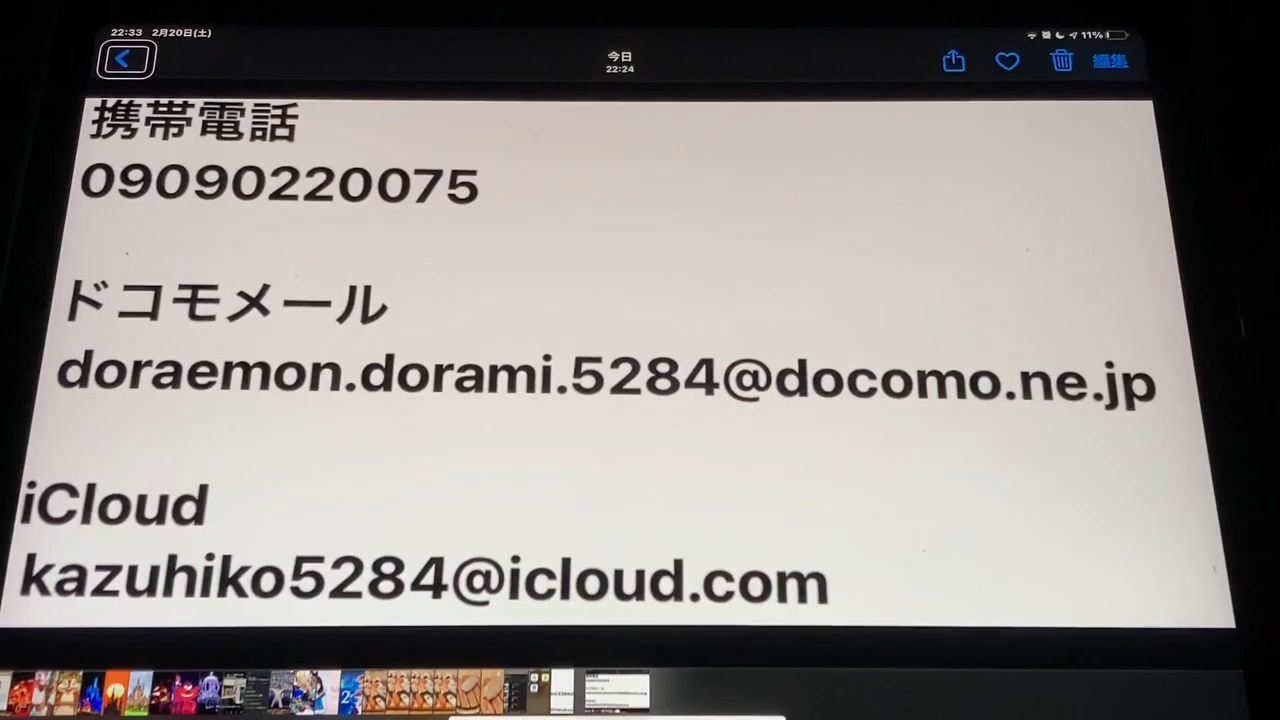 22:33 2月20日(土)
11%
今日
22:24
編集
携帯電話
09090220075
ドコモメール
doraemon.dorami.5284@docomo.ne.jp
iCloud
kazuhiko5284@icloud.com